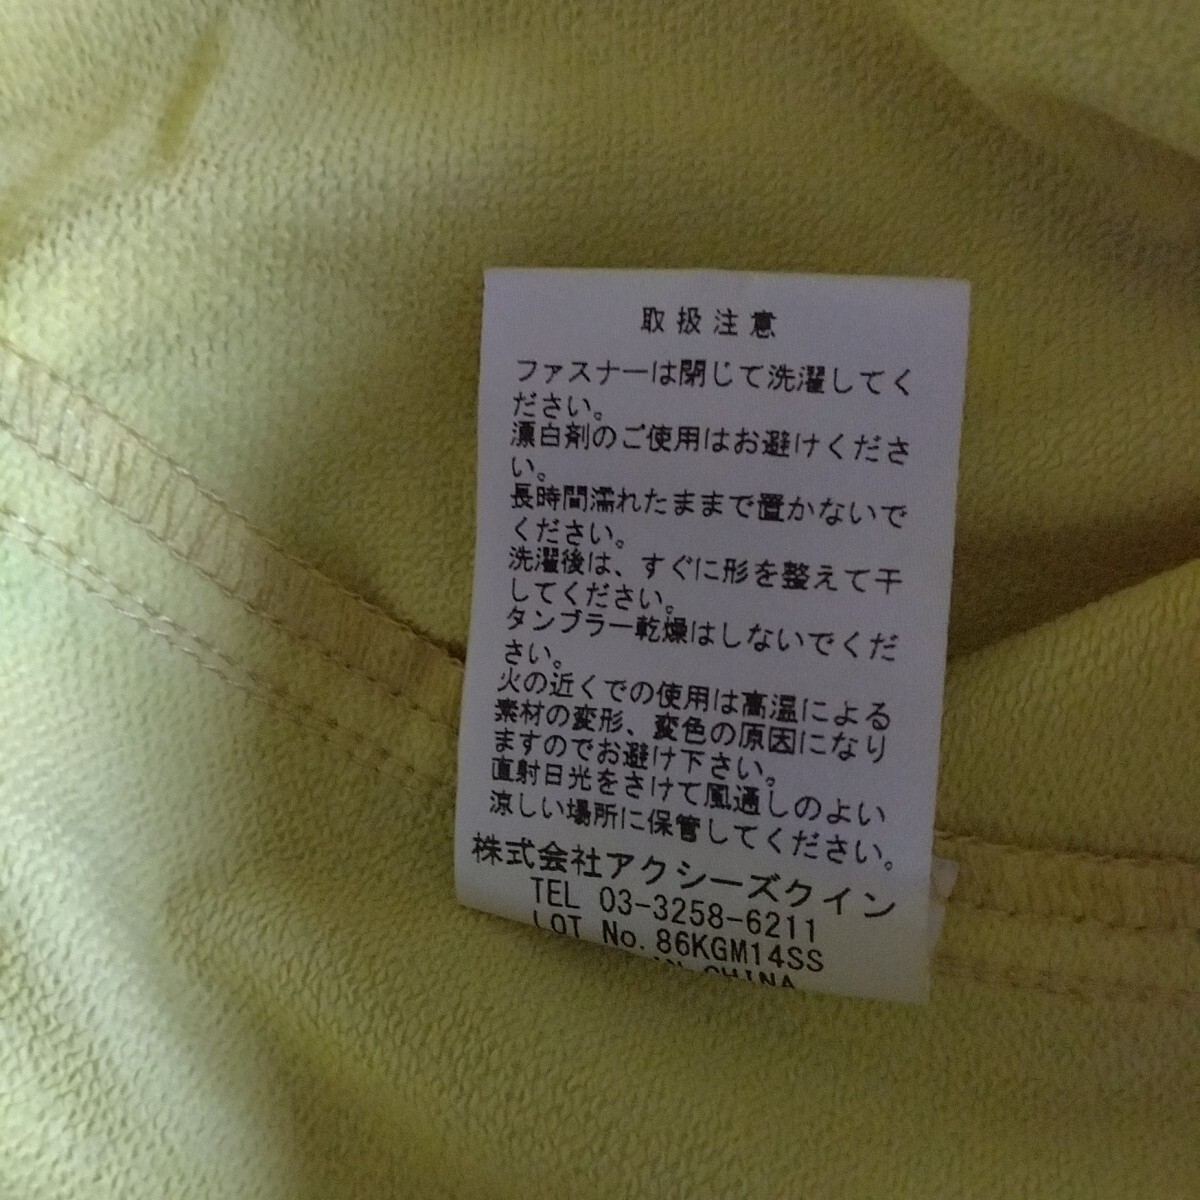 取扱注意
ファスナーは閉じて洗濯してく
ださい。
漂白剤のご使用はお避けくださ
い。
長時間濡れたままで置かないで
ください。
洗濯後は、すぐに形を整えて干
してください。
タンブラー乾燥はしないでくだ
さい。
火の近くでの使用は高温による
素材の変形、変色の原因になり
ますのでお避け下さい。
直射日光をさけて風通しのよい
涼しい場所に保管してください。
株式会社アクシーズクイン
TEL 03-3258-6211
LOT No.86KGM14SS
IN CHINA